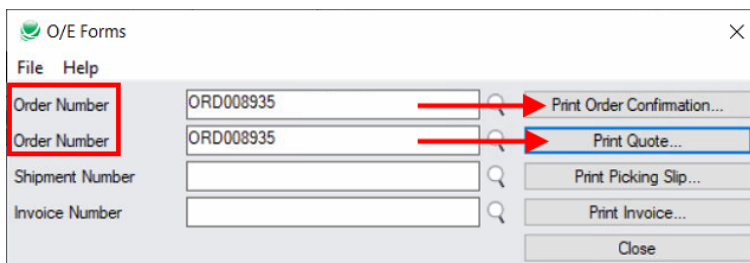 O/E Forms
File Help
Order Number ORD008935 Print Order Confirmation...
Order Number ORD008935 Print Quote...
Shipment Number Print Picking Slip...
Invoice Number Print Invoice...
Close